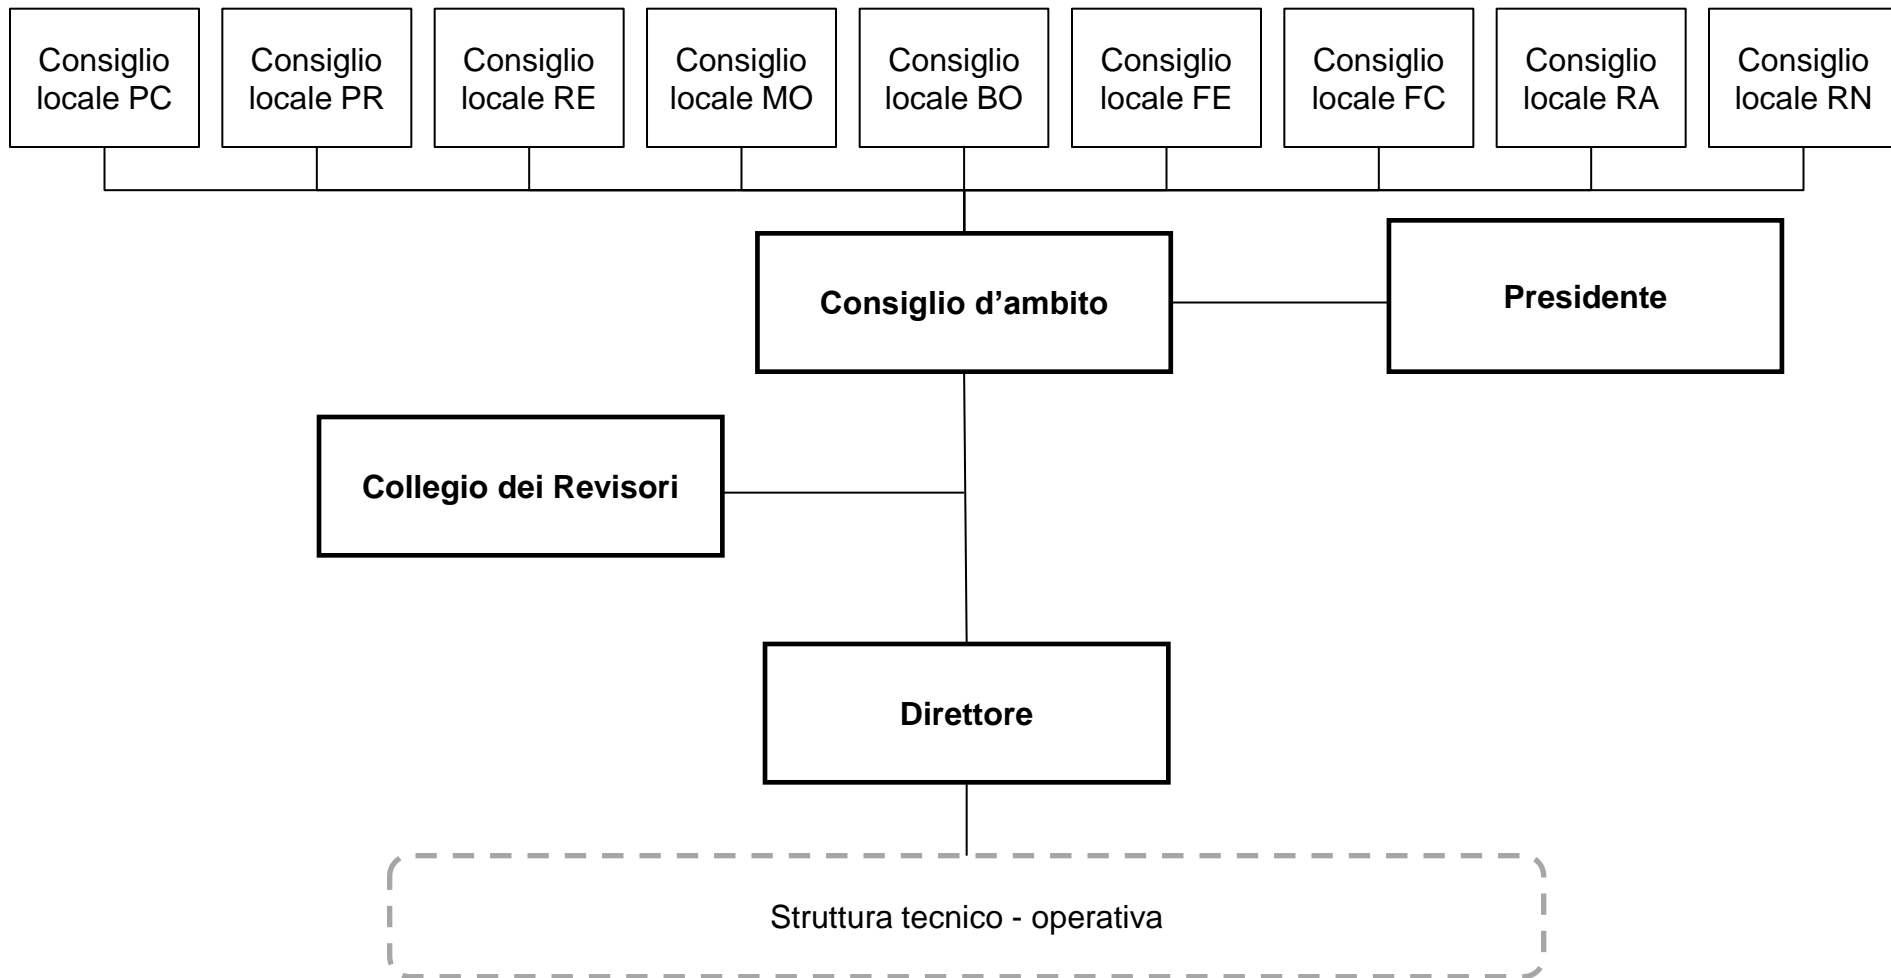 Consiglio
locale PC
Consiglio
locale PR
Consiglio
locale RE
Consiglio
locale MO
Consiglio
locale BO
Consiglio
locale FE
Consiglio
locale FC
Consiglio
locale RA
Consiglio
locale RN
Consiglio d’ambito
Presidente
Collegio dei Revisori
Direttore
Struttura tecnico - operativa